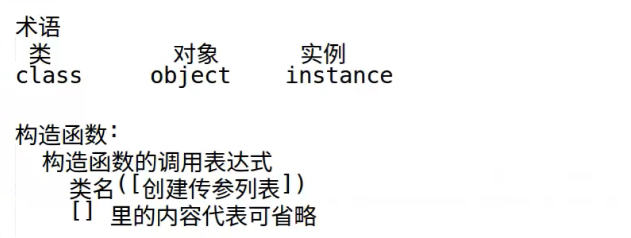 术语
类 对象 实例
class object instance
构造函数:
构造函数的调用表达式
类名([创建传参列表])
[] 里的内容代表可省略